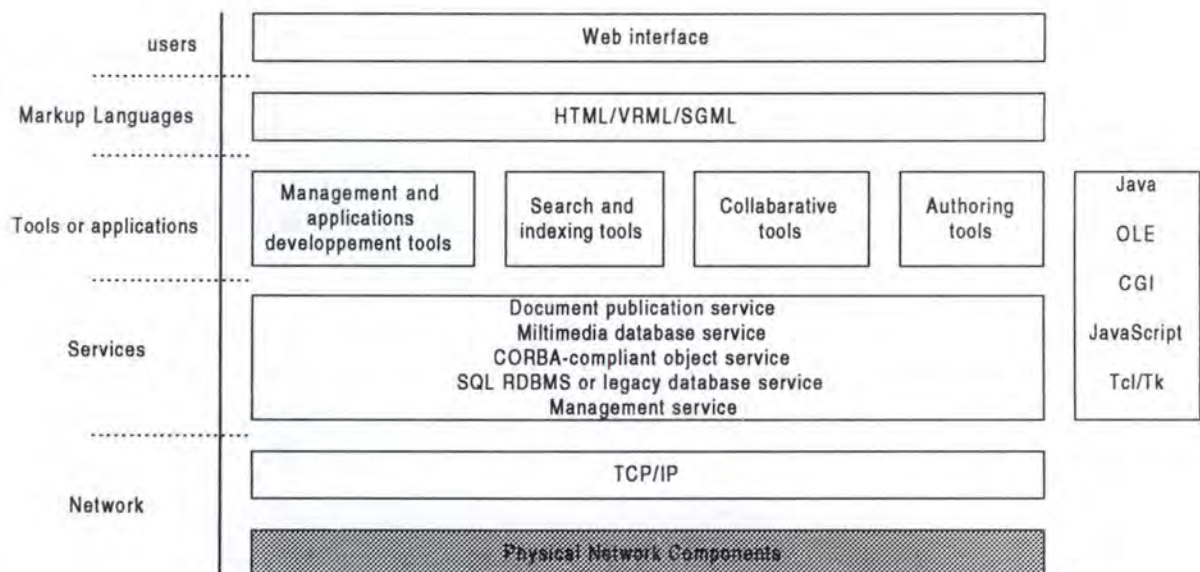 users
Web interface
Markup Languages
HTML/VRML/SGML
Tools or applications
Management and
applications
developpement tools
Search and
indexing tools
Collabarative
tools
Authoring
tools
Java
OLE
CGI
JavaScript
Tcl/Tk
Services
Document publication service
Miltimedia database service
CORBA-compliant object service
SQL RDBMS or legacy database service
Management service
Network
TCP/IP
Physical Network Components